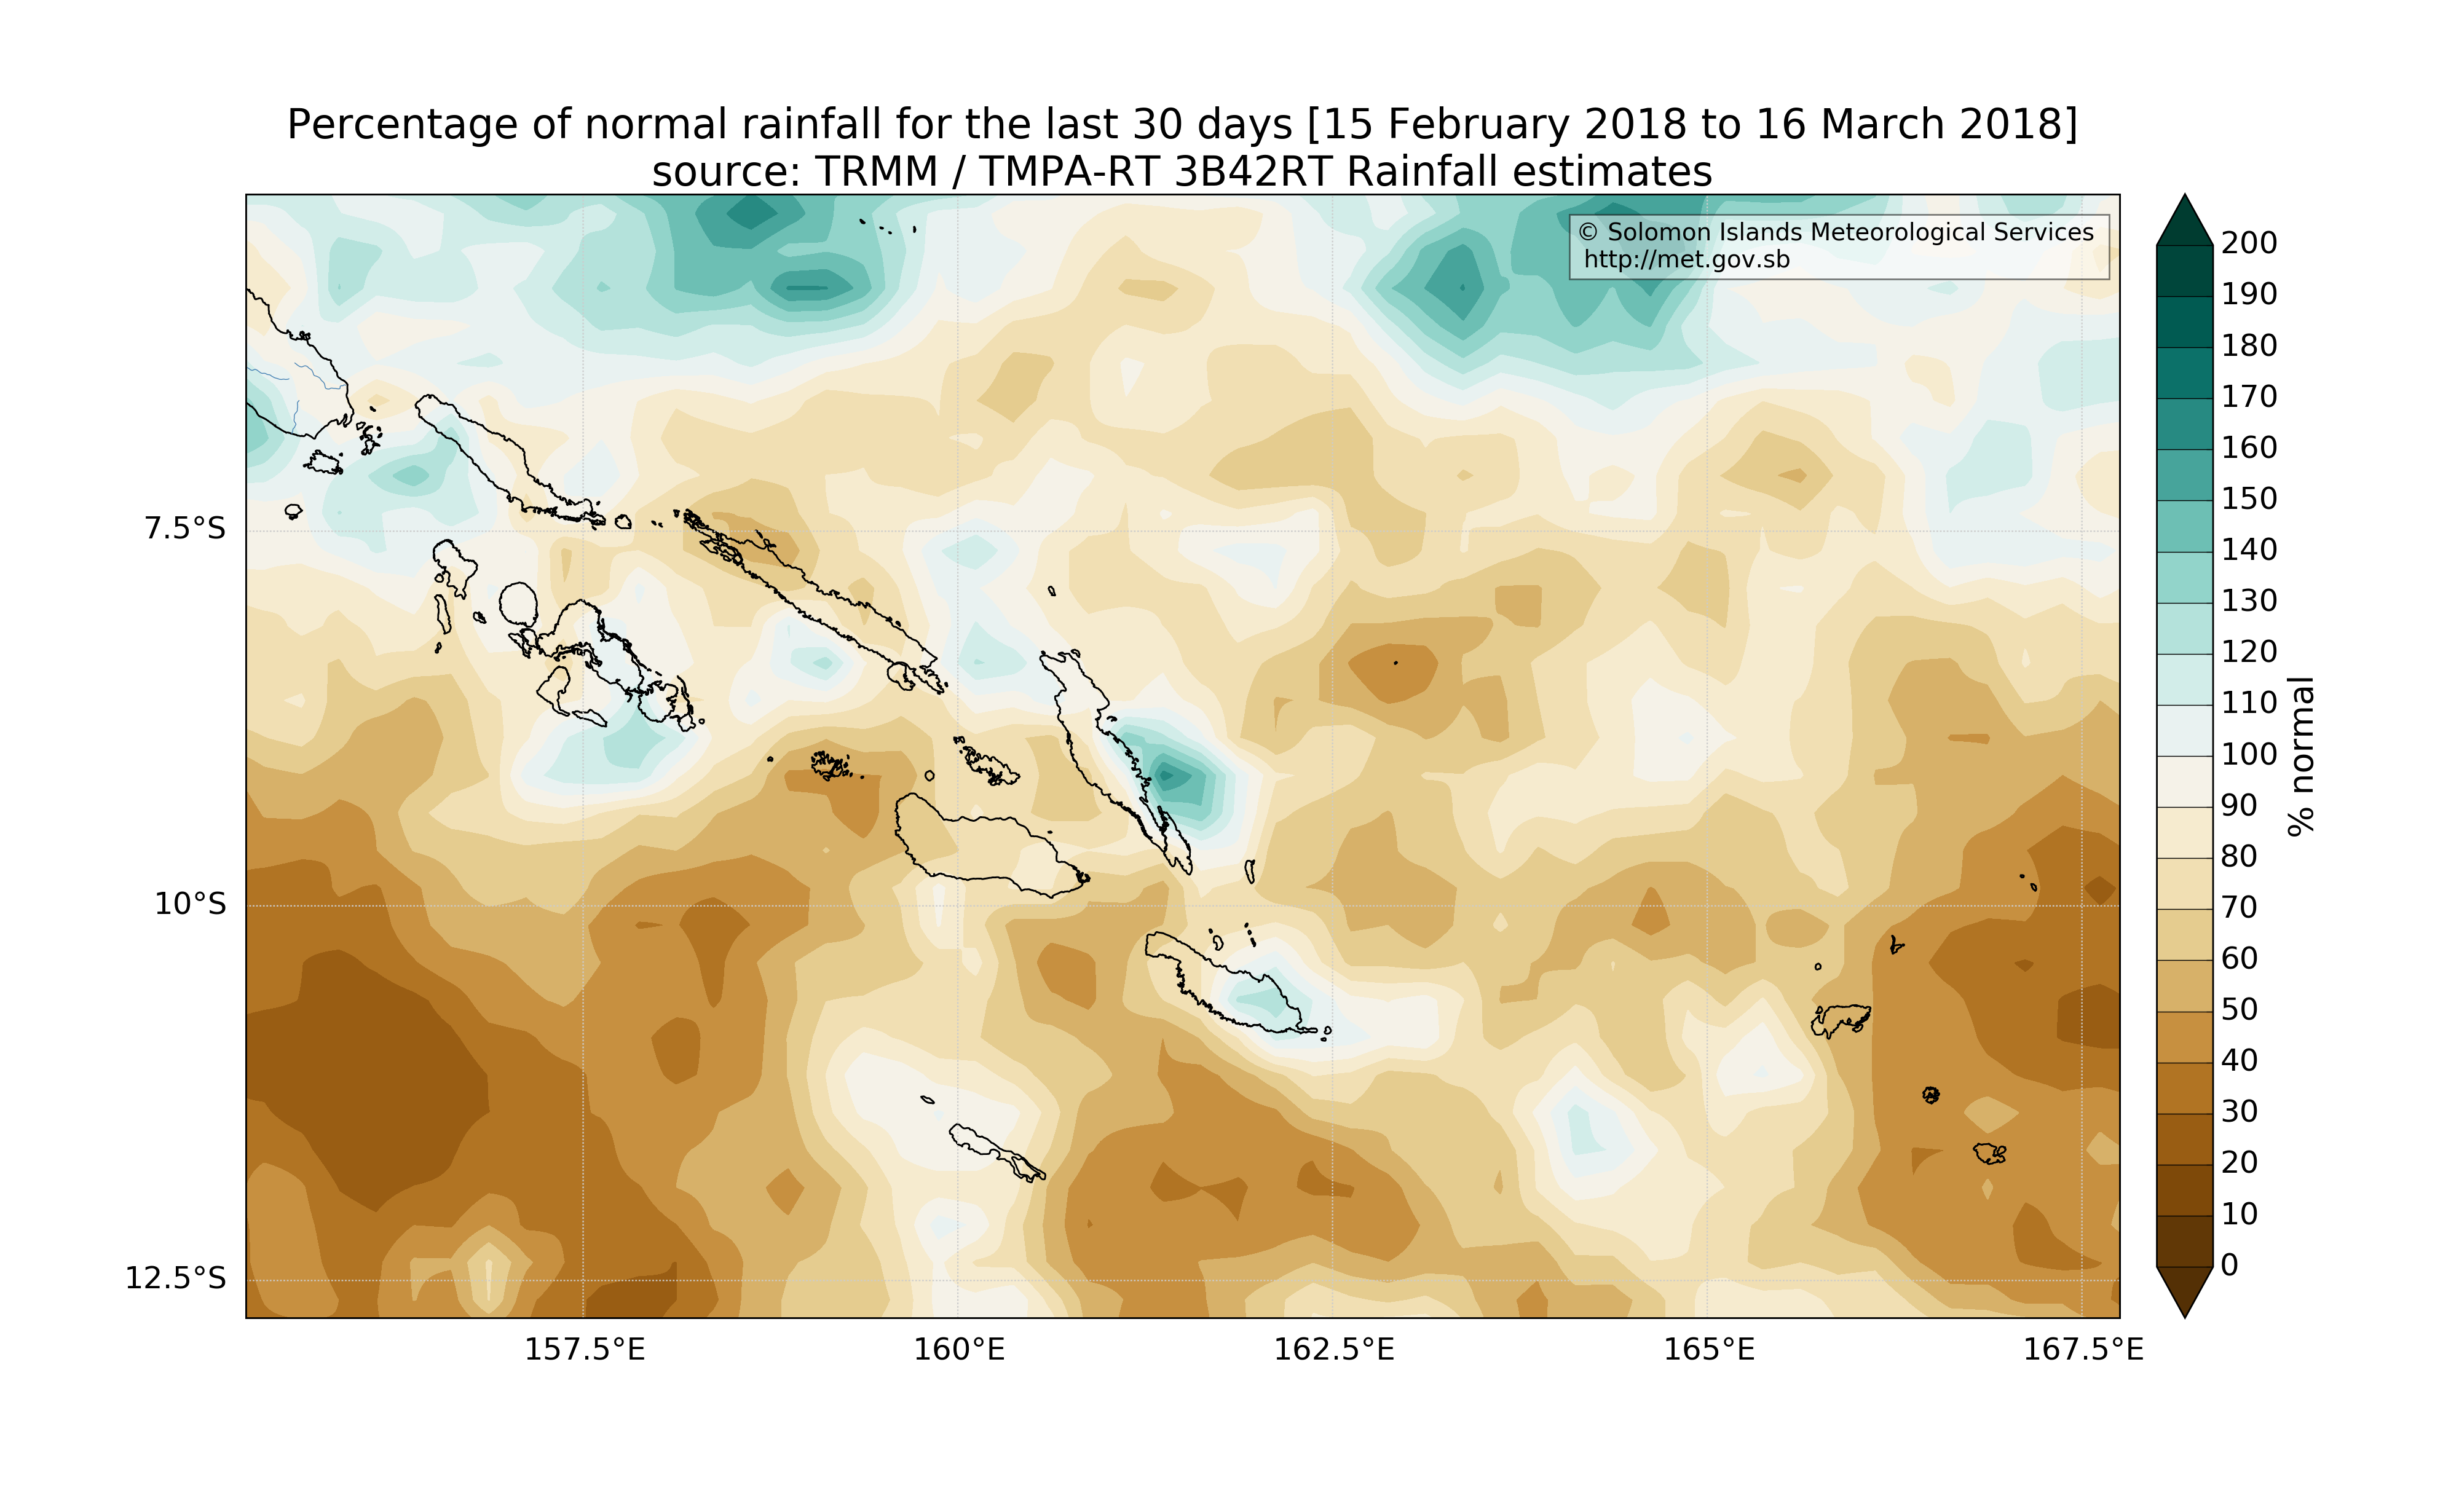 Percentage of normal rainfall for the last 30 days [15 February 2018 to 16 March 2018]
source: TRMM / TMPA-RT 3B42RT Rainfall estimates
© Solomon Islands Meteorological Services
http://met.gov.sb
7.5°S
10°S
12.5°S
157.5°E
160°E
162.5°E
165°E
167.5°E
200
190
180
170
160
150
140
130
120
110
100
90
80
70
60
50
40
30
20
10
0
% normal